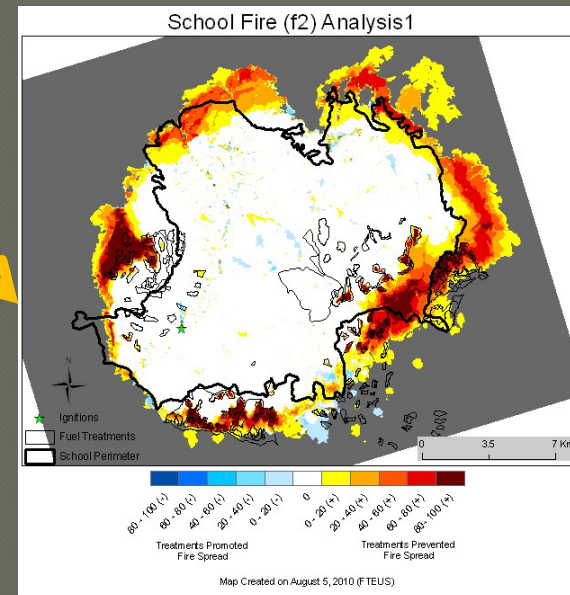 School Fire (f2) Analysis1
N
Ignitions
Fuel Treatments
School Perimeter
0 3.5 7 Km
80 - 100 (-)
60 - 80 (-)
40 - 60 (-)
20 - 40 (-)
0 - 20 (-)
0
0 - 20 (+)
20 - 40 (+)
40 - 60 (+)
60 - 80 (+)
80 - 100 (+)
Treatments Promoted
Fire Spread
Treatments Prevented
Fire Spread
Map Created on August 5, 2010 (FTEUS)